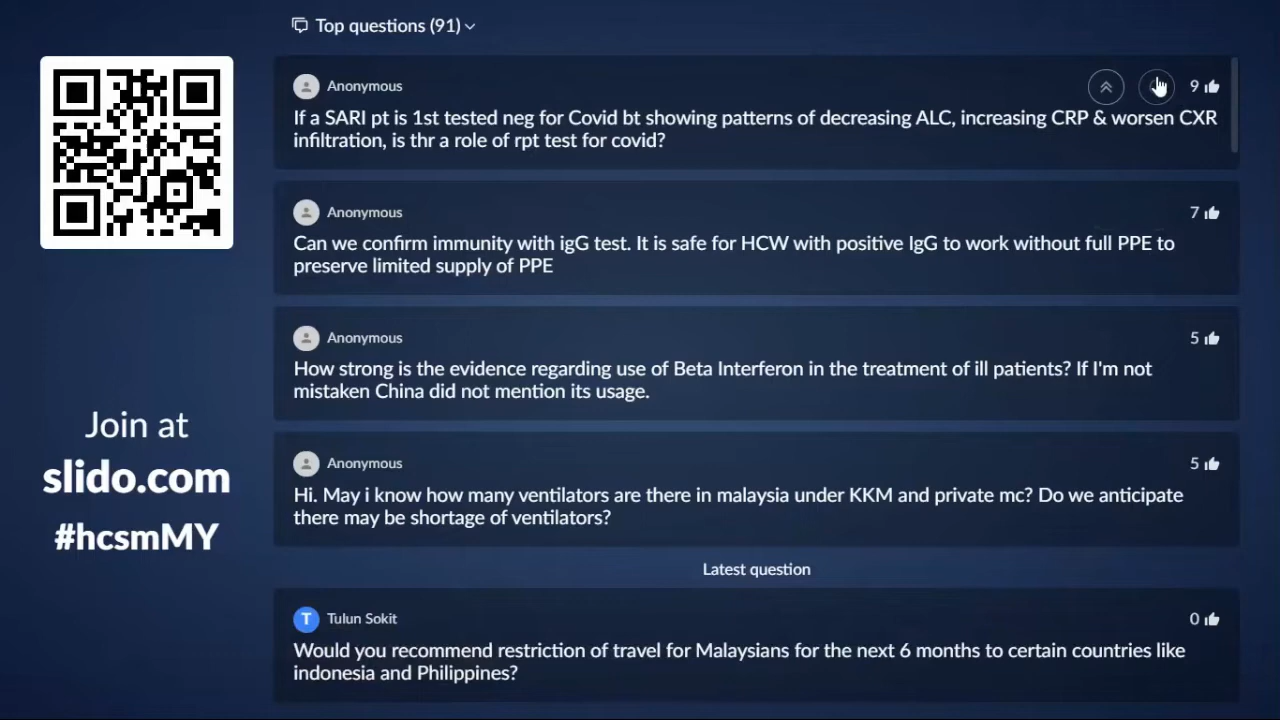 Top questions (91)
Anonymous
9
If a SARI pt is 1st tested neg for Covid bt showing patterns of decreasing ALC, increasing CRP & worsen CXR
infiltration, is thr a role of rpt test for covid?
Anonymous
7
Can we confirm immunity with igG test. It is safe for HCW with positive IgG to work without full PPE to
preserve limited supply of PPE
Anonymous
5
How strong is the evidence regarding use of Beta Interferon in the treatment of ill patients? If I'm not
mistaken China did not mention its usage.
Anonymous
5
Hi. May i know how many ventilators are there in malaysia under KKM and private mc? Do we anticipate
there may be shortage of ventilators?
Latest question
T
Tulun Sokit
0
Would you recommend restriction of travel for Malaysians for the next 6 months to certain countries like
indonesia and Philippines?
Join at
slido.com
#hcsmMY